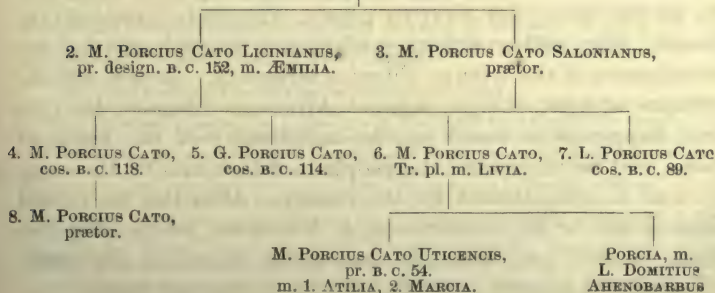 2. M. PORCIUS CATO LICINIANUS, 3. M. PORCIUS CATO SALONIANUS,
pr. design. B. C. 152, m. ÆMILIA. prætor.
4. M. PORCIUS CATO, 5. G. PORCIUS CATO, 6. M. PORCIUS CATO, 7. L. PORCIUS CATO
cos. B. C. 118. cos. B. C. 114. Tr. pl. m. LIVIA. cos. B. C. 89.
8. M. PORCIUS CATO,
prætor.
M. PORCIUS CATO UTICENCIS, PORCIA, m.
pr. B. C. 54. L. DOMITIUS
m. 1. ATILIA, 2. MARCIA. AHENOBARBUS